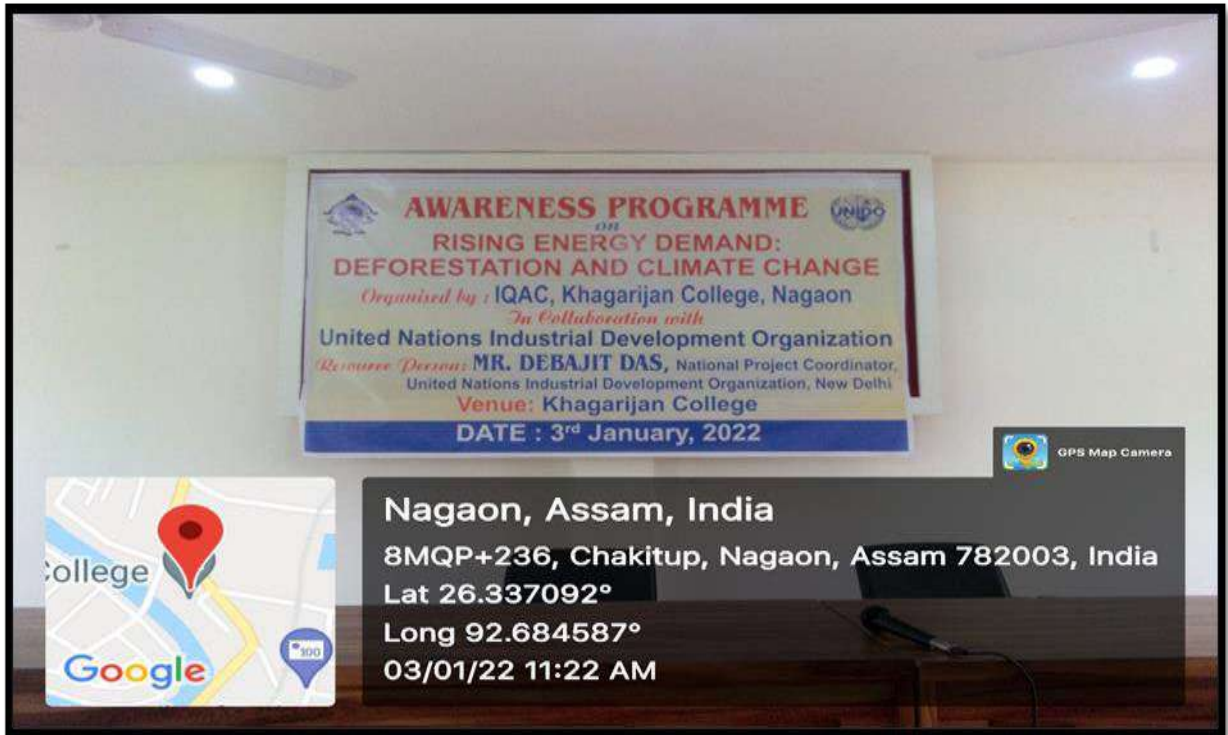 AWARENESS PROGRAMME
on
UNIDO
RISING ENERGY DEMAND:
DEFORESTATION AND CLIMATE CHANGE
Organised by : IQAC, Khagarijan College, Nagaon
In Collaboration with
United Nations Industrial Development Organization
Resource Person: MR. DEBAJIT DAS, National Project Coordinator,
United Nations Industrial Development Organization, New Delhi
Venue: Khagarijan College
DATE : 3rd January, 2022
GPS Map Camera
College
100
Google
Nagaon, Assam, India
8MQP+236, Chakitup, Nagaon, Assam 782003, India
Lat 26.337092°
Long 92.684587°
03/01/22 11:22 AM